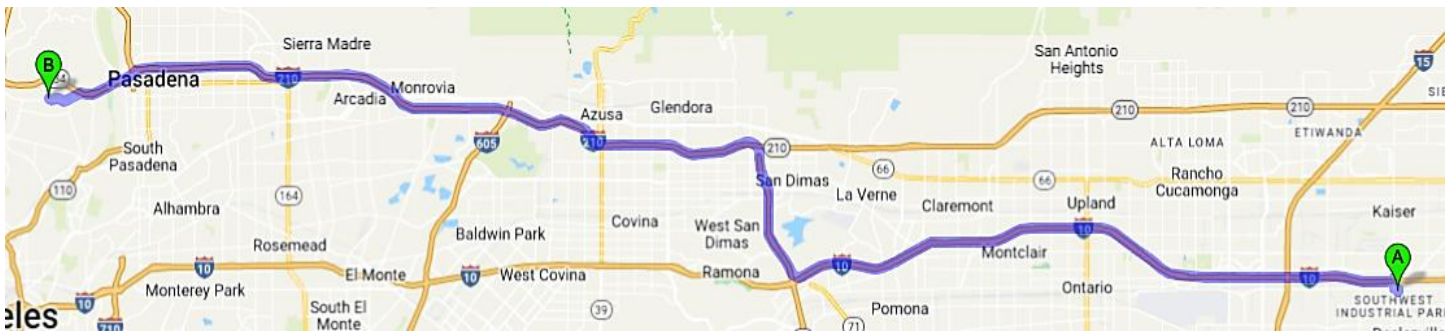 B
64
Pasadena
Sierra Madre
210
Arcadia
Monrovia
Azusa
Glendora
San Antonio
Heights
15
210
210
605
210
210
ALTA LOMA
ETIWANDA
South
Pasadena
66
San Dimas
La Verne
66
Rancho
Cucamonga
110
164
Alhambra
Claremont
Upland
Kaiser
Covina
West San
Dimas
Baldwin Park
10
Rosemead
Montclair
A
10
El Monte
10
West Covina
Ramona
10
10
Monterey Park
10
eles
710
South El
Monte
39
Pomona
71
Ontario
SOUTHWEST
INDUSTRIAL PAR